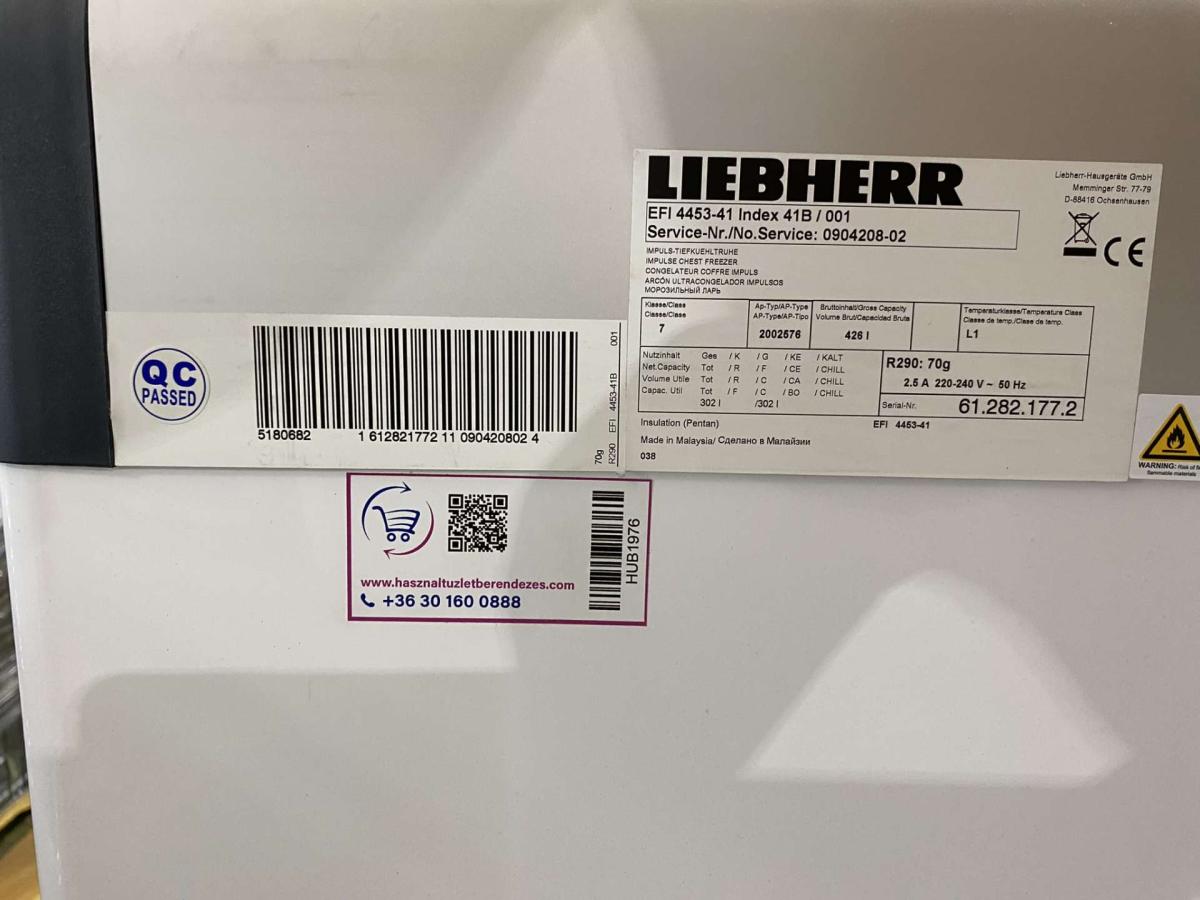 LIEBHERR
Liebherr-Hausgeräte GmbH
Memminger Str. 77-79
D-88416 Ochsenhausen
EFI 4453-41 Index 41B / 001
Service-Nr./No.Service: 0904208-02
CE
IMPULS-TIEFKUEHLTRUHE
IMPULSE CHEST FREEZER
CONGELATEUR COFFRE IMPULS
ARCÓN ULTRACONGELADOR IMPULSOS
МОРОЗИЛЬНЫЙ ЛАРЬ
Klasse/Class
Classe/Clase
7
Ap-Typ/AP-Type
AP-Type/AP-Tipo
2002576
Bruttoinhalt/Gross Capacity
Volume Brut/Capacidad Bruta
426 l
Temperaturklasse/Temperature Class
Classe de temp./Clase de temp.
L1
Nutzinhalt Ges / K / G / KE / KALT
Net.Capacity Tot / R / F / CE / CHILL
Volume Utile Tot / R / C / CA / CHILL
Capac. Util Tot / F / C / BO / CHILL
302 l /302 l
R290: 70g
2.5 A 220-240 V ~ 50 Hz
Serial-Nr. 61.282.177.2
Insulation (Pentan)
EFI 4453-41
Made in Malaysia/ Сделано в Малайзии
038
WARNING: Risk of
flammable materials
QC
PASSED
5180682 1 612821772 11 090420802 4
70g
R290 EFI 4453-41B 001
www.hasznaltuzletberendezes.com
+36 30 160 0888
HUB1976